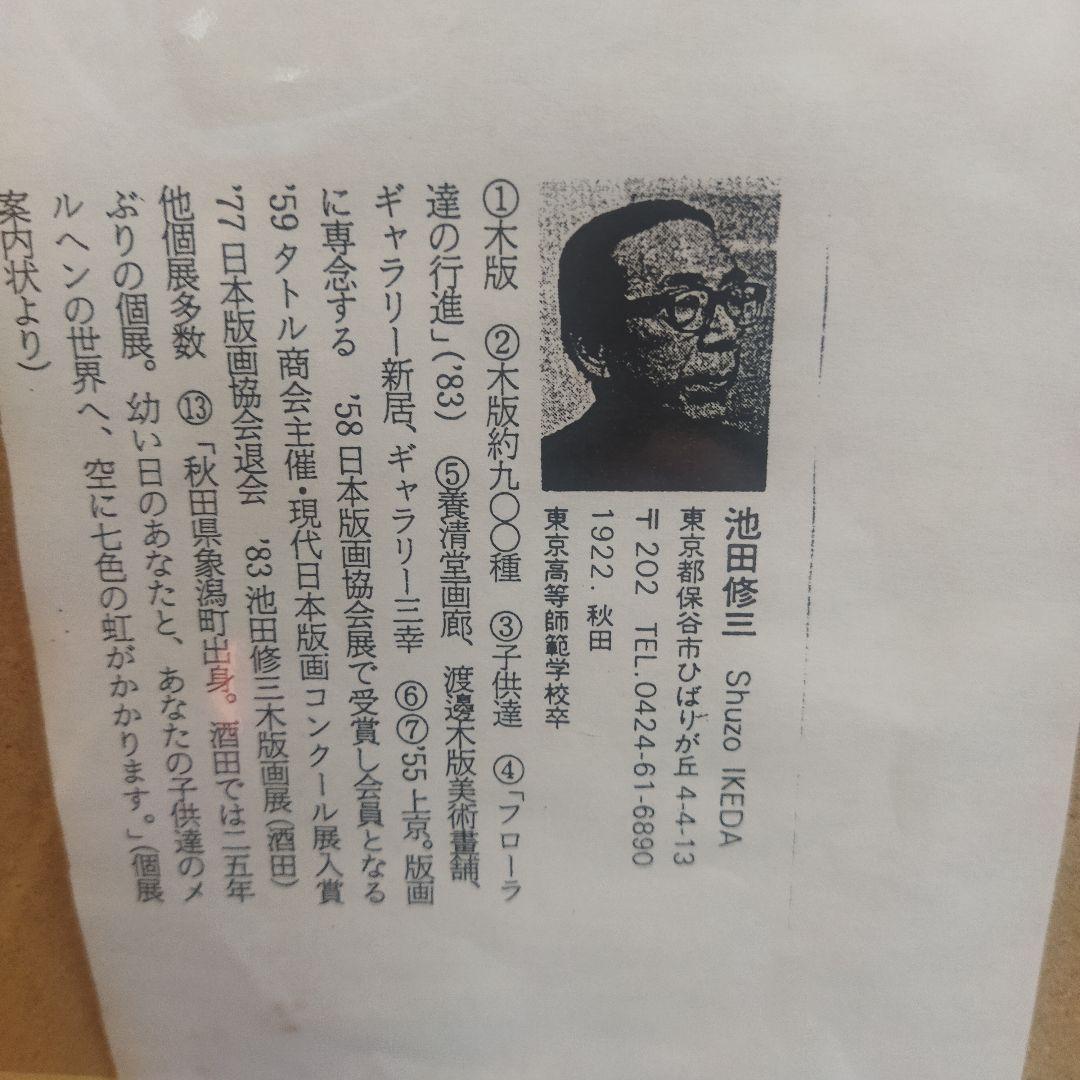 池田修三 Shuzo IKEDA
東京都保谷市ひばりが丘 4-4-13
〒202 TEL.0424-61-6890
1922. 秋田
東京高等師範学校卒
①木版 ②木版約九〇〇種 ③子供達 ④「フローラ
達の行進」('83) ⑤養清堂画廊、渡邊木版美術畫舗、
ギャラリー新居、ギャラリー三幸 ⑥⑦'55上京。版画
に専念する '58日本版画協会展で受賞し会員となる
'59タトル商会主催・現代日本版画コンクール展入賞
'77日本版画協会退会 '83池田修三木版画展(酒田)
他個展多数 ⑬「秋田県象潟町出身。酒田では二五年
ぶりの個展。幼い日のあなたと、あなたの子供達のメ
ルヘンの世界へ、空に七色の虹がかかります。」(個展
案内状より)